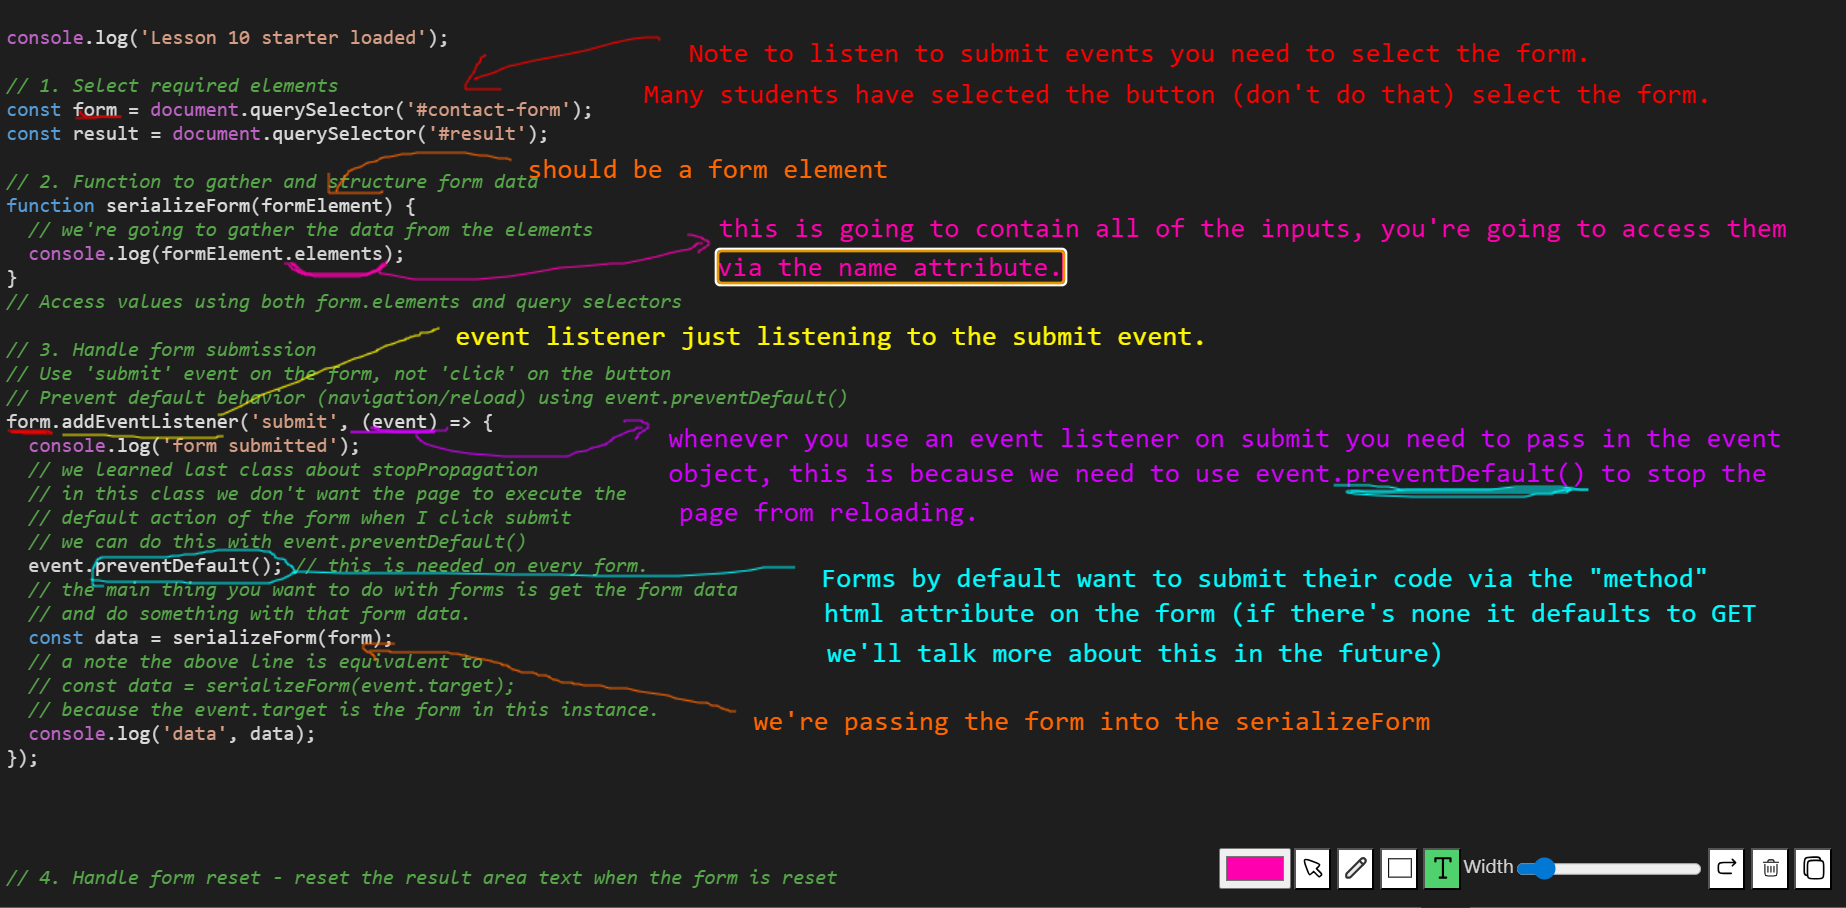 console.log('Lesson 10 starter loaded');
Note to listen to submit events you need to select the form.
Many students have selected the button (don't do that) select the form.
// 1. Select required elements
const form = document.querySelector('#contact-form');
const result = document.querySelector('#result');
should be a form element
// 2. Function to gather and structure form data
function serializeForm(formElement) {
// we're going to gather the data from the elements
console.log(formElement.elements);
}
this is going to contain all of the inputs, you're going to access them
via the name attribute.
// Access values using both form.elements and query selectors
event listener just listening to the submit event.
// 3. Handle form submission
// Use 'submit' event on the form, not 'click' on the button
// Prevent default behavior (navigation/reload) using event.preventDefault()
form.addEventListener('submit', (event) => {
console.log('form submitted');
// we learned last class about stopPropagation
// in this class we don't want the page to execute the
// default action of the form when I click submit
// we can do this with event.preventDefault()
whenever you use an event listener on submit you need to pass in the event
object, this is because we need to use event.preventDefault() to stop the
page from reloading.
event.preventDefault(); // this is needed on every form.
// the main thing you want to do with forms is get the form data
// and do something with that form data.
Forms by default want to submit their code via the "method"
html attribute on the form (if there's none it defaults to GET
we'll talk more about this in the future)
const data = serializeForm(form);
// a note the above line is equivalent to
// const data = serializeForm(event.target);
// because the event.target is the form in this instance.
we're passing the form into the serializeForm
console.log('data', data);
});
// 4. Handle form reset - reset the result area text when the form is reset
T Width